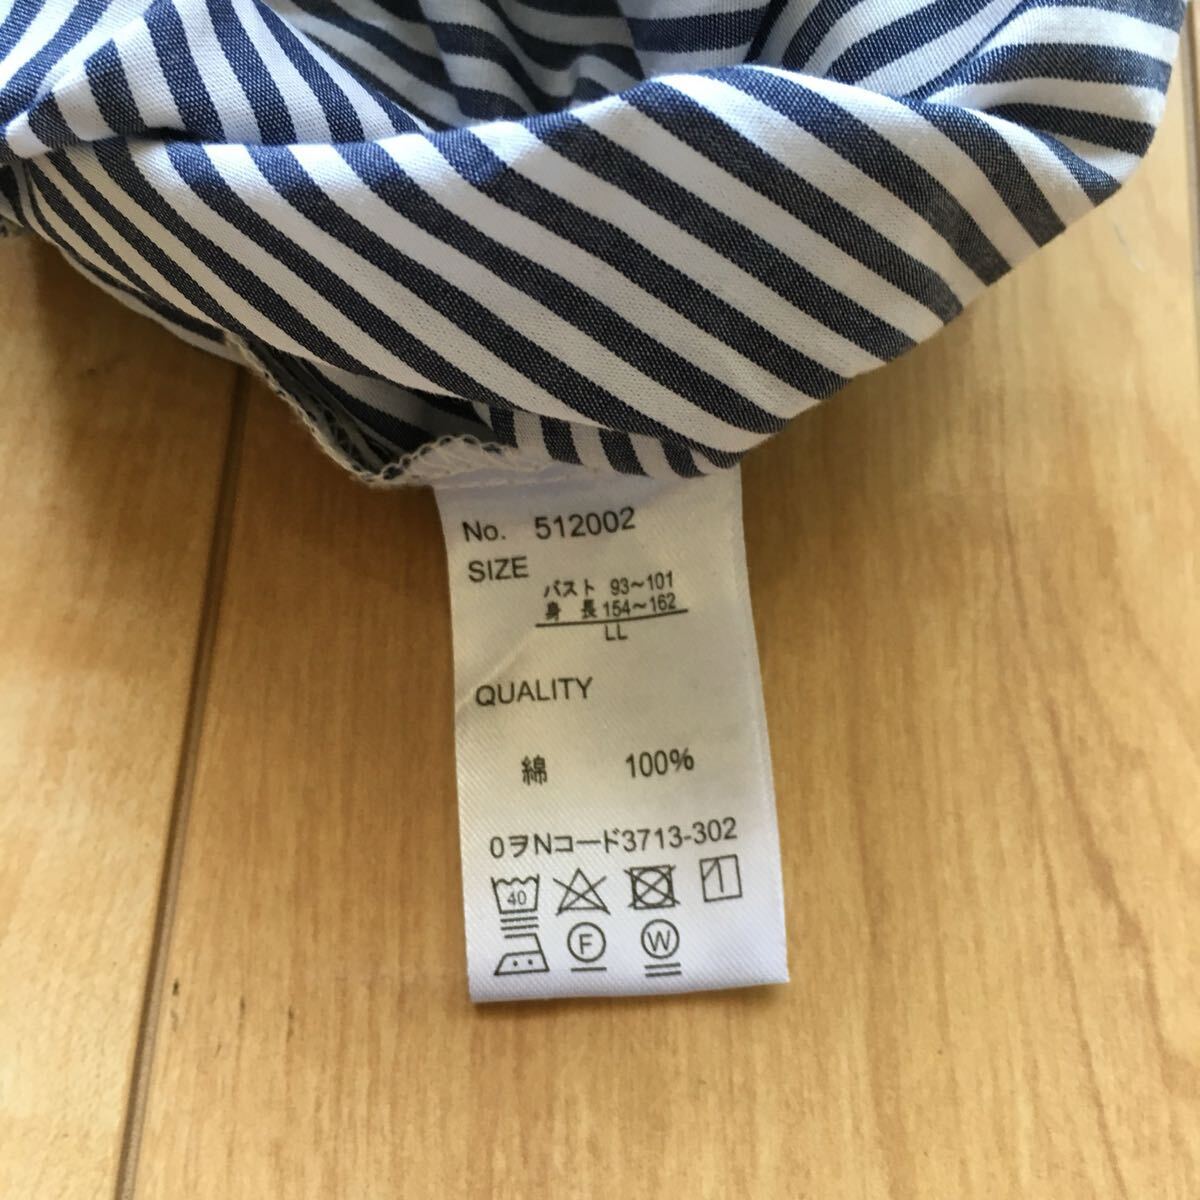 No. 512002
SIZE
バスト 93~101
身 長 154~162
LL
QUALITY
綿 100%
0ヲNコード3713-302
40
F W